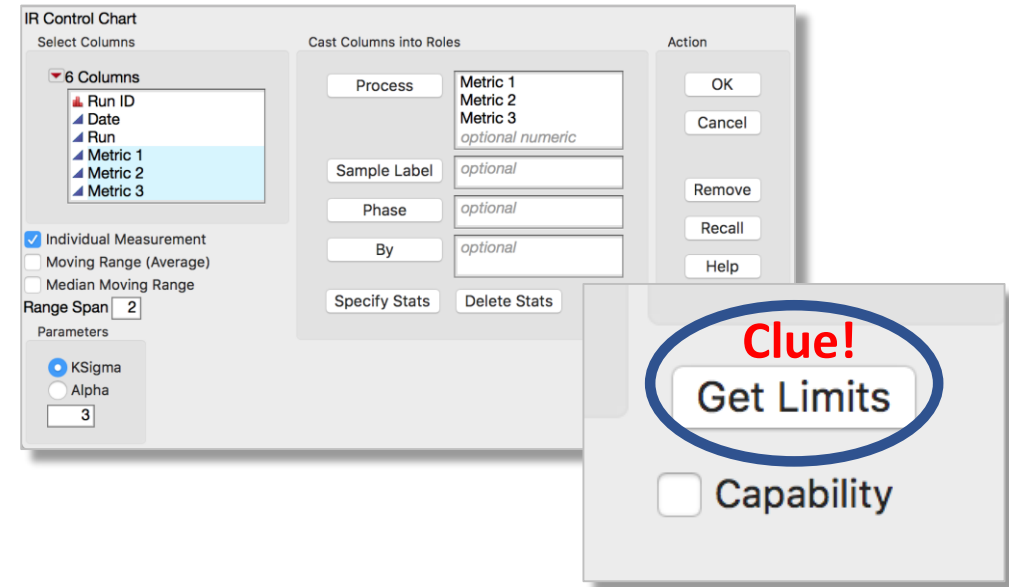 IR Control Chart
Select Columns
6 Columns
Run ID
Date
Run
Metric 1
Metric 2
Metric 3
Individual Measurement
Moving Range (Average)
Median Moving Range
Range Span 2
Parameters
KSigma
Alpha
3
Cast Columns into Roles
Process
Metric 1
Metric 2
Metric 3
optional numeric
Sample Label
optional
Phase
optional
By
optional
Specify Stats
Delete Stats
Action
OK
Cancel
Remove
Recall
Help
Clue!
Get Limits
Capability